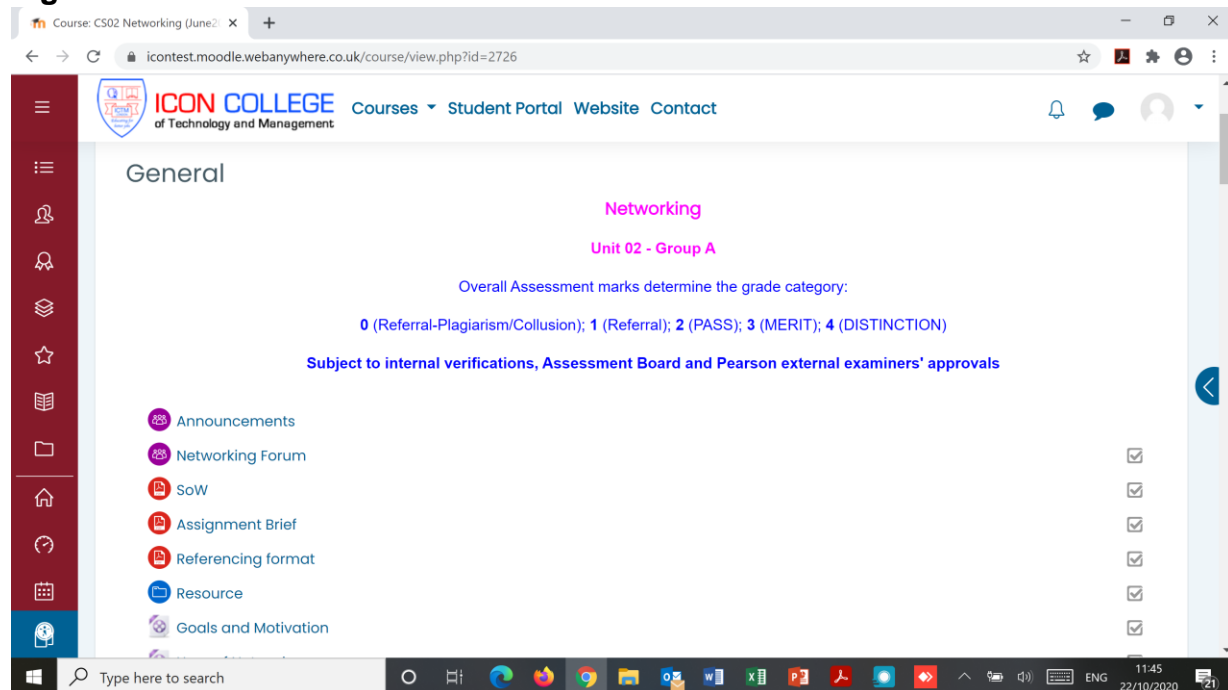 Course: CS02 Networking (June2
icontest.moodle.webanywhere.co.uk/course/view.php?id=2726
ICON COLLEGE
of Technology and Management
Courses Student Portal Website Contact
General
Networking
Unit 02 - Group A
Overall Assessment marks determine the grade category:
0 (Referral-Plagiarism/Collusion); 1 (Referral); 2 (PASS); 3 (MERIT); 4 (DISTINCTION)
Subject to internal verifications, Assessment Board and Pearson external examiners' approvals
Announcements
Networking Forum
SoW
Assignment Brief
Referencing format
Resource
Goals and Motivation
Type here to search
ENG
11:45
22/10/2020
21